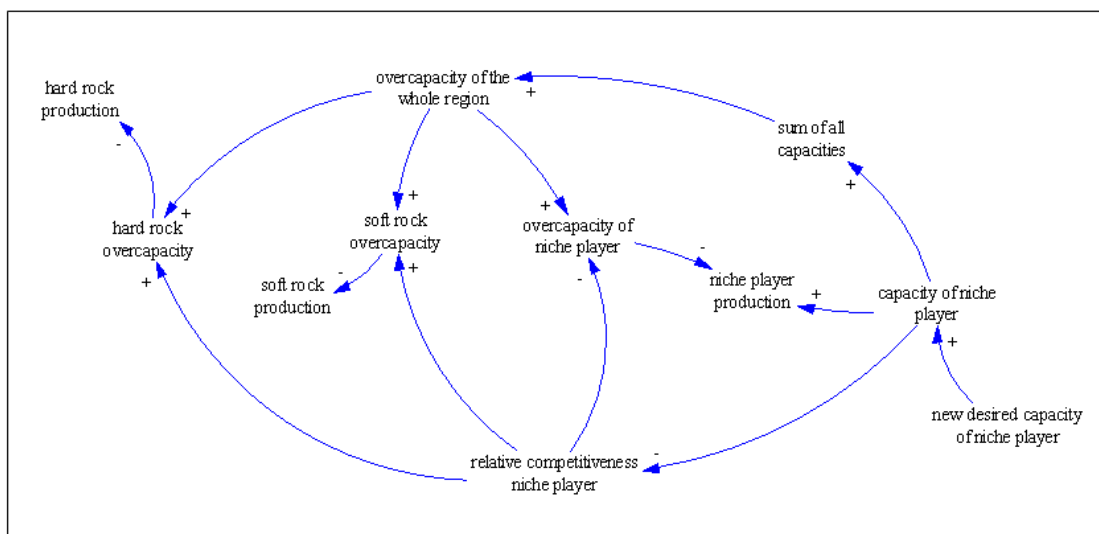 hard rock
production
overcapacity of the
whole region
sum of all
capacities
hard rock
overcapacity
soft rock
overcapacity
overcapacity of
niche player
soft rock
production
niche player
production
capacity of niche
player
new desired capacity
of niche player
relative competitiveness
niche player
-
+
+
+
+
+
+
+
-
-
-
+
+
-